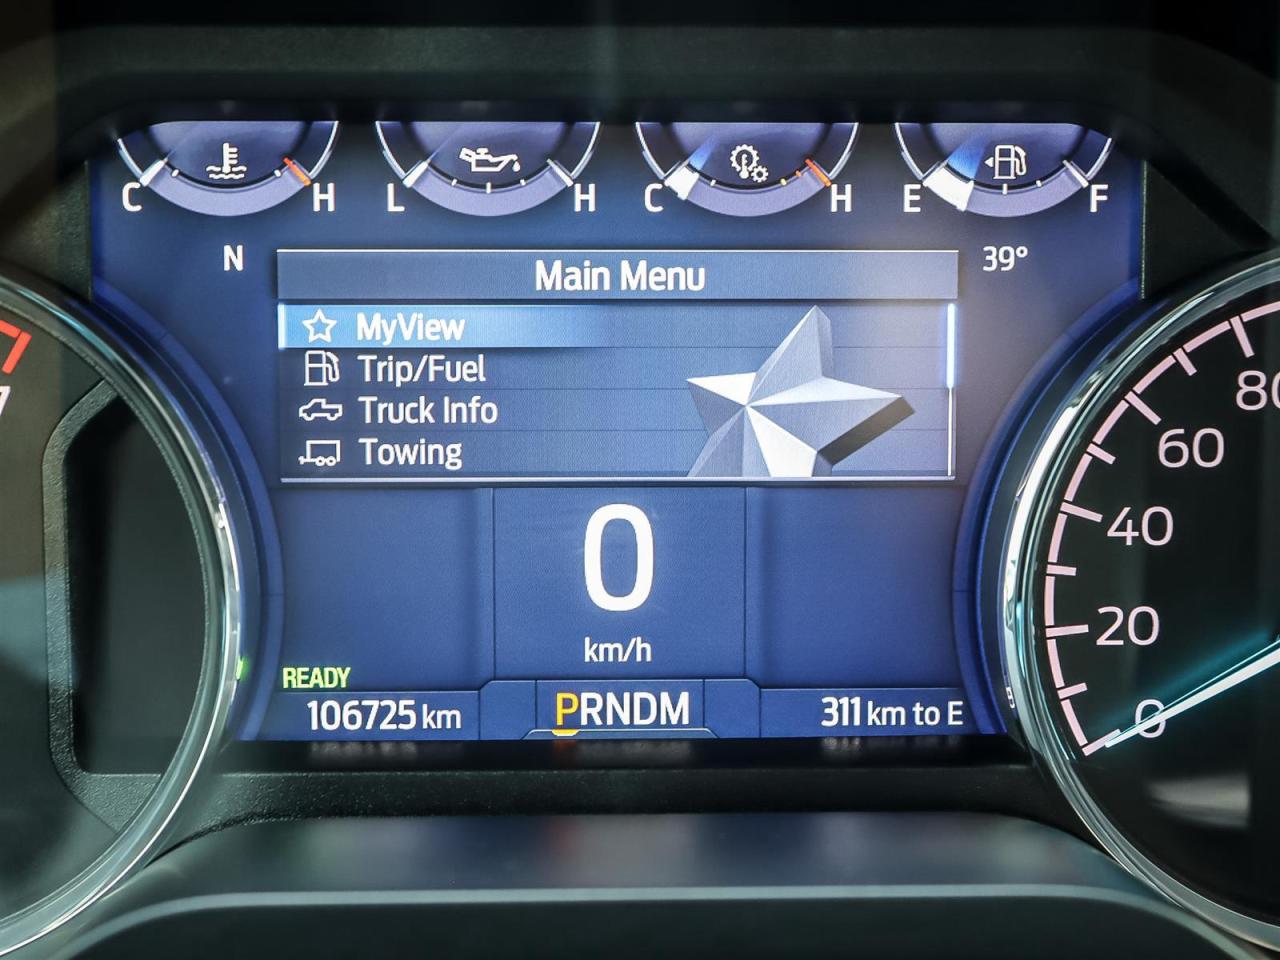 C H L H C H E F
N 39°
Main Menu
MyView
Trip/Fuel
Truck Info
Towing
0
km/h
READY
106725 km
PRNDM
311 km to E
80
60
40
20
0